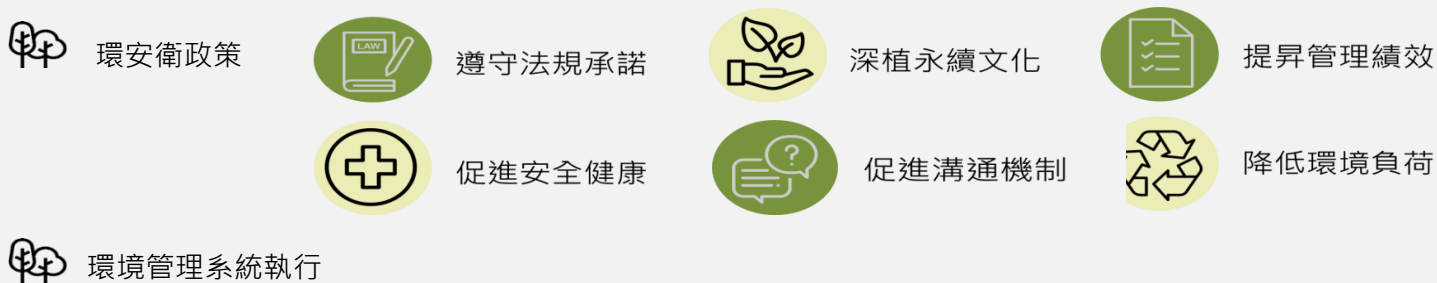 環安衛政策
LAW
遵守法規承諾
深植永續文化
提昇管理績效
促進安全健康
?
促進溝通機制
降低環境負荷
環境管理系統執行